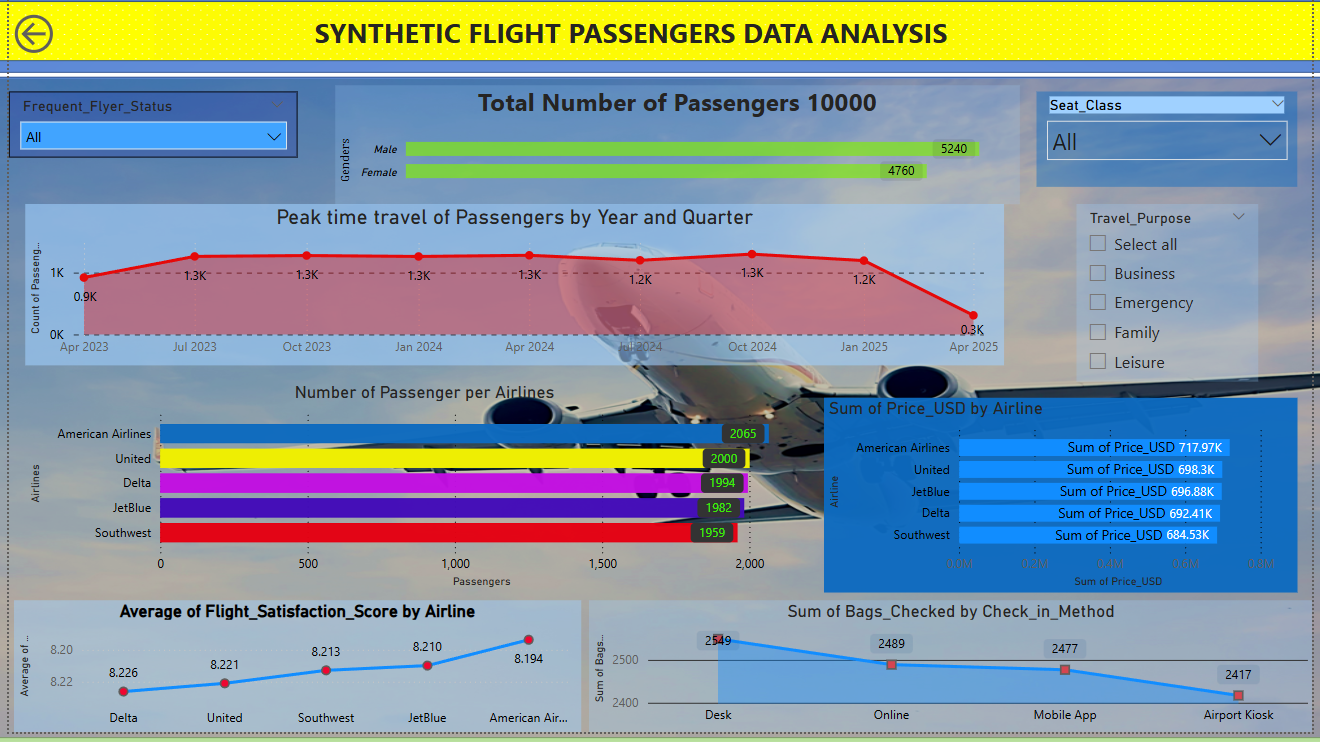 SYNTHETIC FLIGHT PASSENGERS DATA ANALYSIS
Frequent_Flyer_Status
All
Total Number of Passengers 10000
Genders
Male 5240
Female 4760
Seat_Class
All
Peak time travel of Passengers by Year and Quarter
Count of Passeng...
1K
0K
0.9K 1.3K 1.3K 1.3K 1.3K 1.2K 1.3K 1.2K 0.3K
Apr 2023 Jul 2023 Oct 2023 Jan 2024 Apr 2024 Jul 2024 Oct 2024 Jan 2025 Apr 2025
Travel_Purpose
Select all
Business
Emergency
Family
Leisure
Number of Passenger per Airlines
Airlines
American Airlines 2065
United 2000
Delta 1994
JetBlue 1982
Southwest 1959
0 500 1,000 1,500 2,000
Passengers
Sum of Price_USD by Airline
Airline
American Airlines Sum of Price_USD 717.97K
United Sum of Price_USD 698.3K
JetBlue Sum of Price_USD 696.88K
Delta Sum of Price_USD 692.41K
Southwest Sum of Price_USD 684.53K
0.0M 0.2M 0.4M 0.6M 0.8M
Sum of Price_USD
Average of Flight_Satisfaction_Score by Airline
Average of ...
8.20
8.22
8.226 8.221 8.213 8.210 8.194
Delta United Southwest JetBlue American Air...
Sum of Bags_Checked by Check_in_Method
Sum of Bags...
2500
2400
2549 2489 2477 2417
Desk Online Mobile App Airport Kiosk